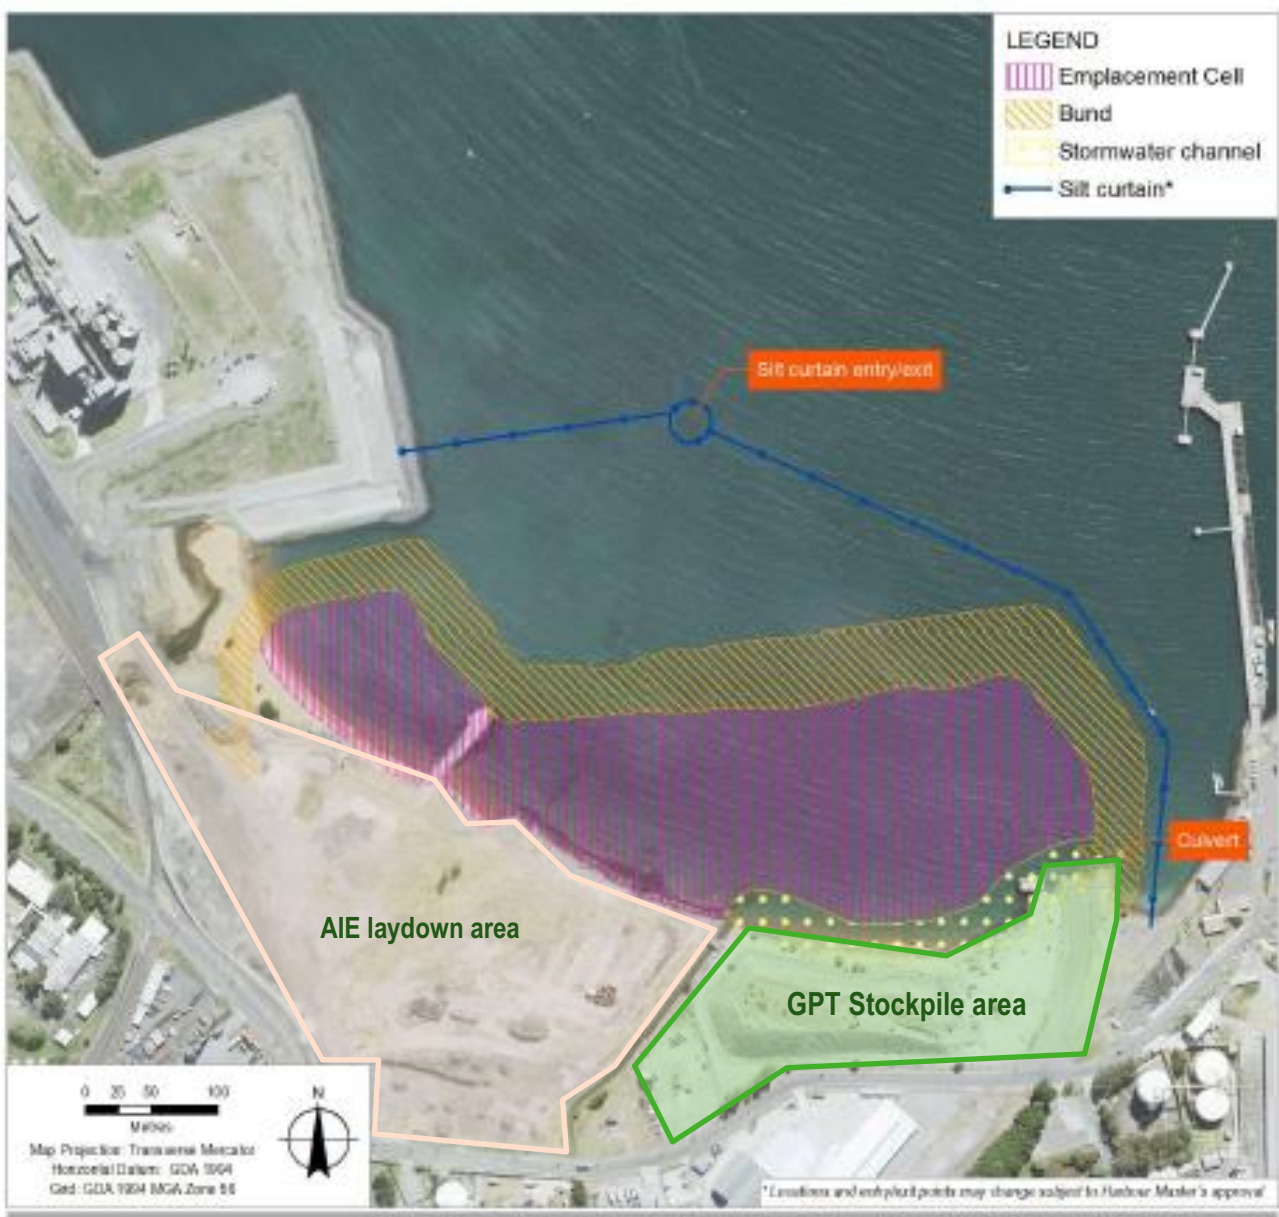 LEGEND
Emplacement Cell
Bund
Stormwater channel
Silt curtain*
Silt curtain entry/exit
Culvert
AIE laydown area
GPT Stockpile area
0 25 50 100
Metres
N
Map Projection: Transverse Mercator
Horizontal Datum: GDA 1994
Grid: GDA 1994 MGA Zone 56
*Locations and entry/exit points may change subject to Harbour Master's approval